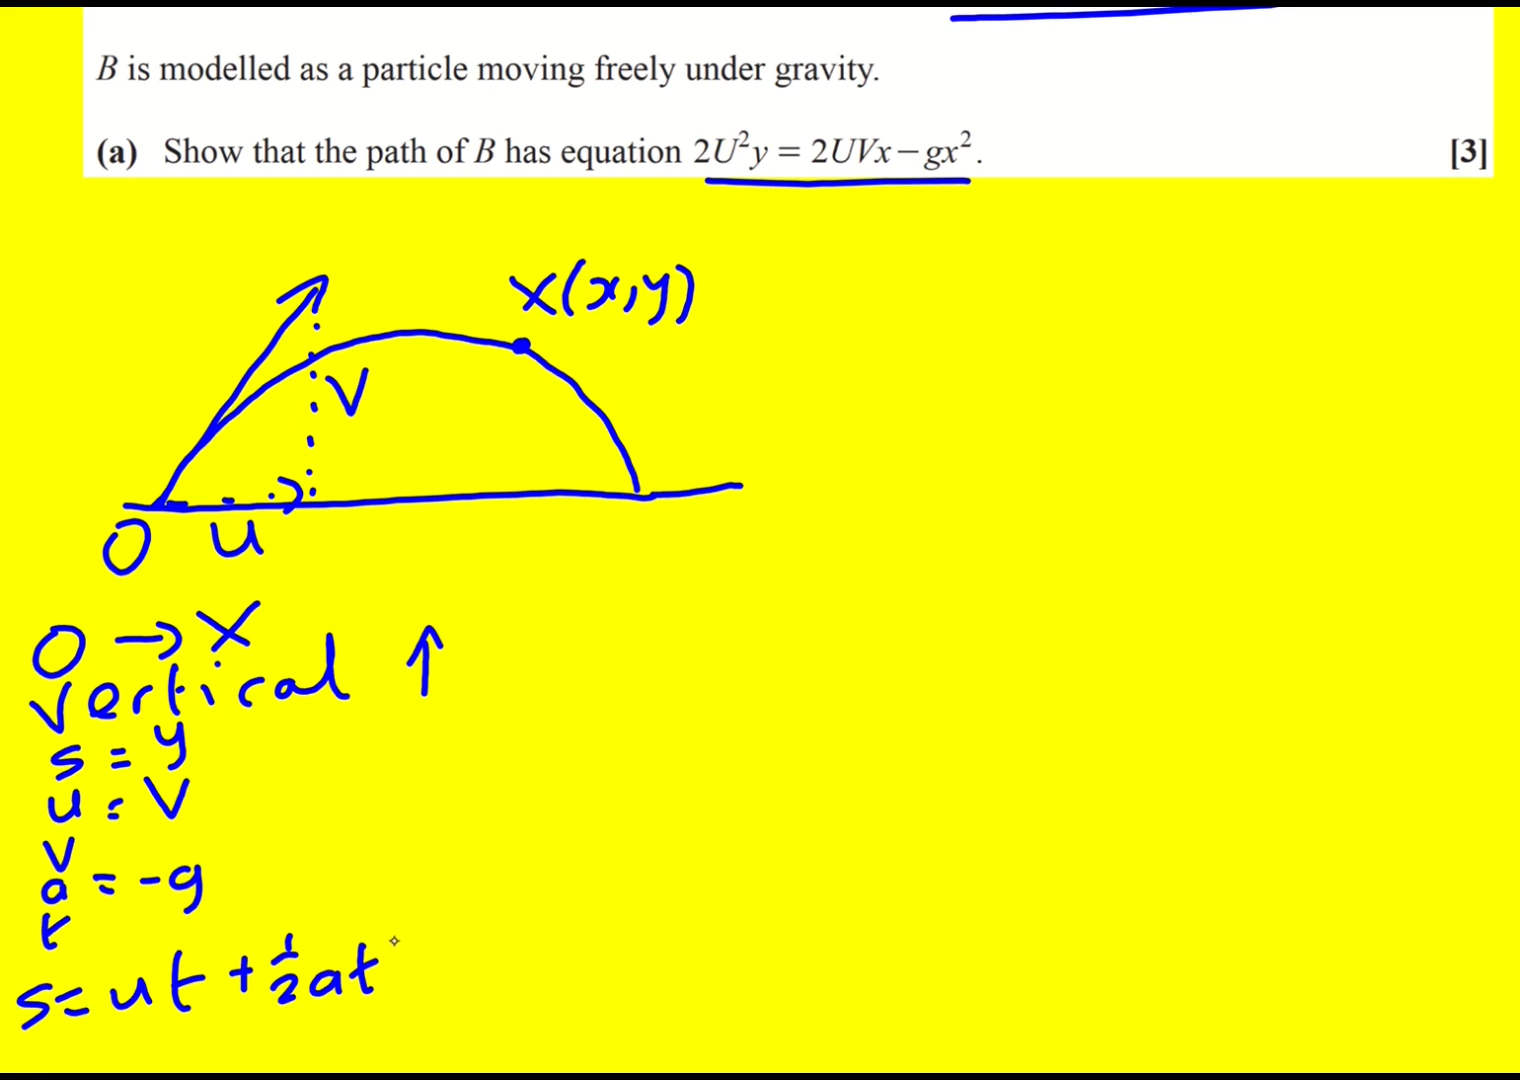 B is modelled as a particle moving freely under gravity.
(a) Show that the path of B has equation 2U²y = 2UVx − gx². [3]
X(x,y)
V
O u
O → X
Vertical ↑
s = y
u = V
v
a = -g
t
s = ut + ½at